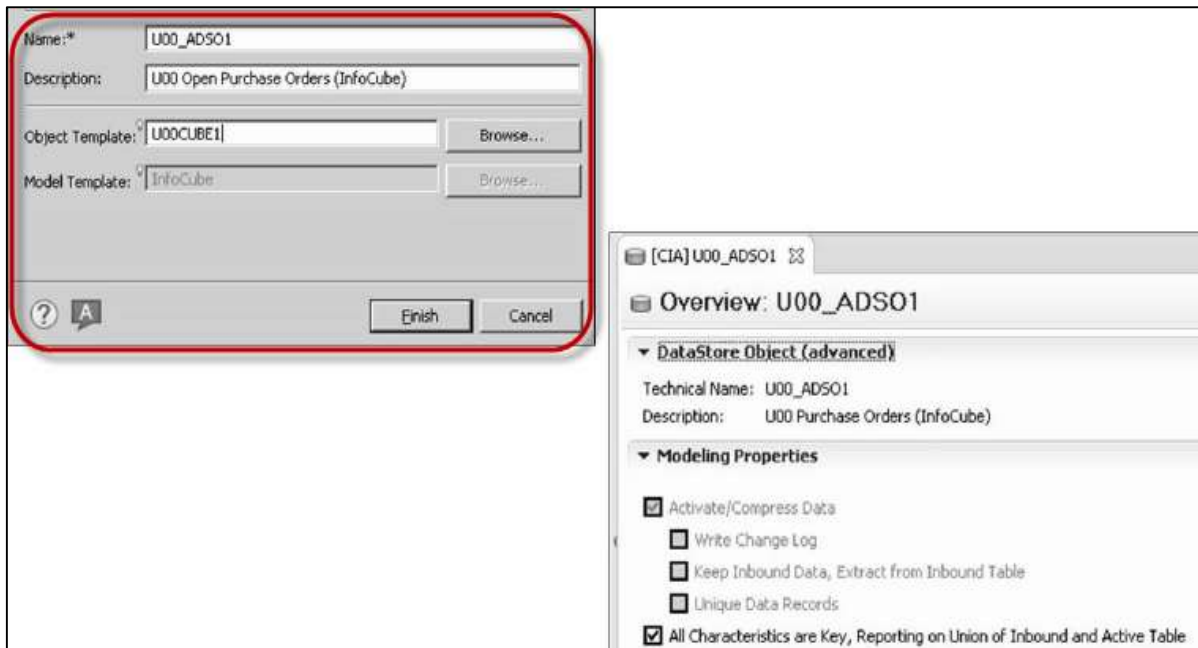 Name:* U00_ADSO1
Description: U00 Open Purchase Orders (InfoCube)
Object Template: U00CUBE1
Browse...
Model Template: InfoCube
Browse...
? A
Finish
Cancel
[CIA] U00_ADSO1
Overview: U00_ADSO1
DataStore Object (advanced)
Technical Name: U00_ADSO1
Description: U00 Purchase Orders (InfoCube)
Modeling Properties
Activate/Compress Data
Write Change Log
Keep Inbound Data, Extract from Inbound Table
Unique Data Records
All Characteristics are Key, Reporting on Union of Inbound and Active Table